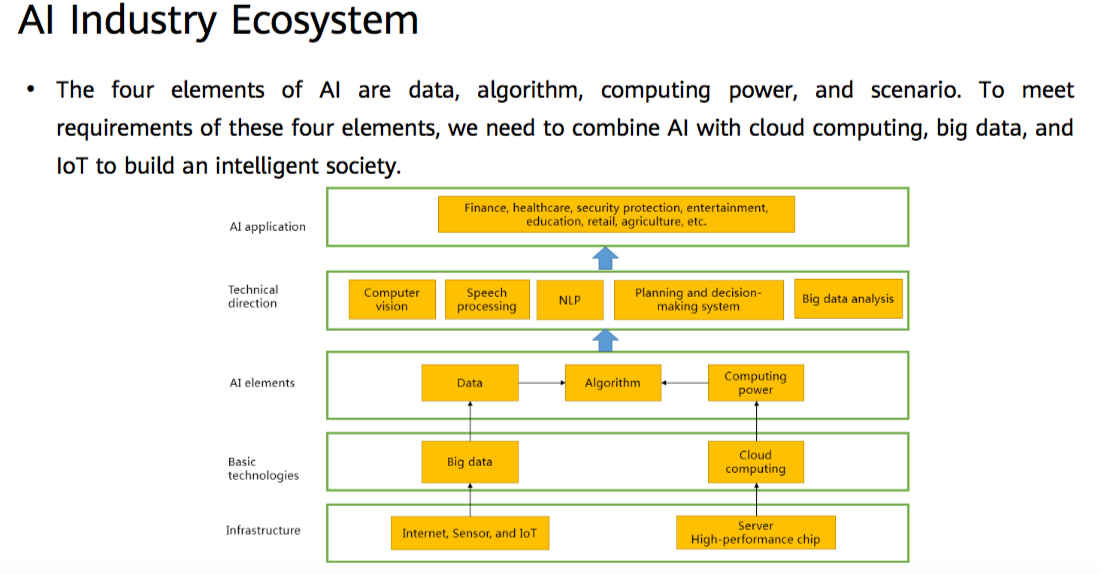 AI Industry Ecosystem
• The four elements of AI are data, algorithm, computing power, and scenario. To meet
requirements of these four elements, we need to combine AI with cloud computing, big data, and
IoT to build an intelligent society.
AI application
Finance, healthcare, security protection, entertainment,
education, retail, agriculture, etc.
Technical
direction
Computer
vision
Speech
processing
NLP
Planning and decision-
making system
Big data analysis
AI elements
Data
Algorithm
Computing
power
Basic
technologies
Big data
Cloud
computing
Infrastructure
Internet, Sensor, and IoT
Server
High-performance chip